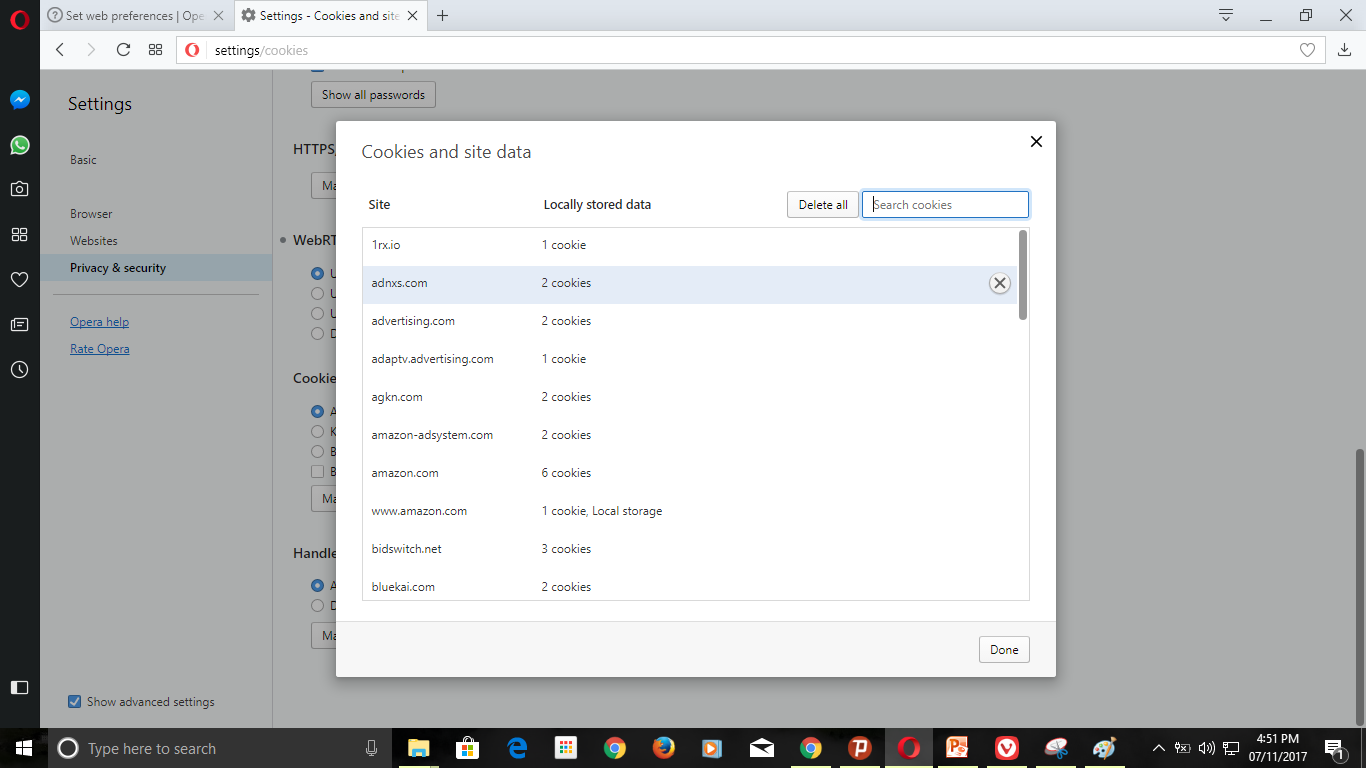 Set web preferences | Ope
Settings - Cookies and site
settings/cookies
Settings
Basic
Browser
Websites
Privacy & security
Opera help
Rate Opera
Show advanced settings
Show all passwords
HTTPS/
Ma
WebRT
U
U
U
D
Cookie
A
K
B
B
Ma
Handle
A
D
Ma
Cookies and site data
Site Locally stored data Delete all Search cookies
1rx.io 1 cookie
adnxs.com 2 cookies
advertising.com 2 cookies
adaptv.advertising.com 1 cookie
agkn.com 2 cookies
amazon-adsystem.com 2 cookies
amazon.com 6 cookies
www.amazon.com 1 cookie, Local storage
bidswitch.net 3 cookies
bluekai.com 2 cookies
Done
Type here to search
4:51 PM
07/11/2017
1